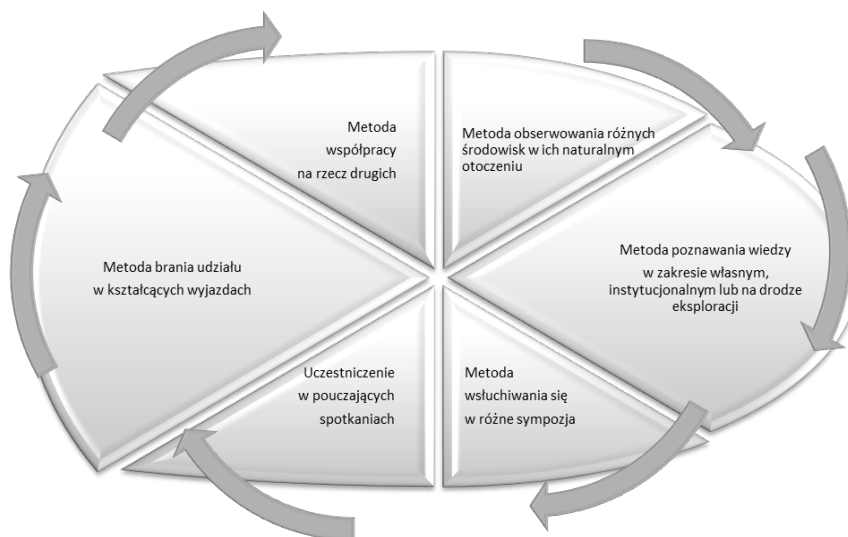 Metoda
współpracy
na rzecz drugich
Metoda obserwowania różnych
środowisk w ich naturalnym
otoczeniu
Metoda brania udziału
w kształcących wyjazdach
Metoda poznawania wiedzy
w zakresie własnym,
instytucjonalnym lub na drodze
eksploracji
Uczestniczenie
w pouczających
spotkaniach
Metoda
wsłuchiwania się
w różne sympozja